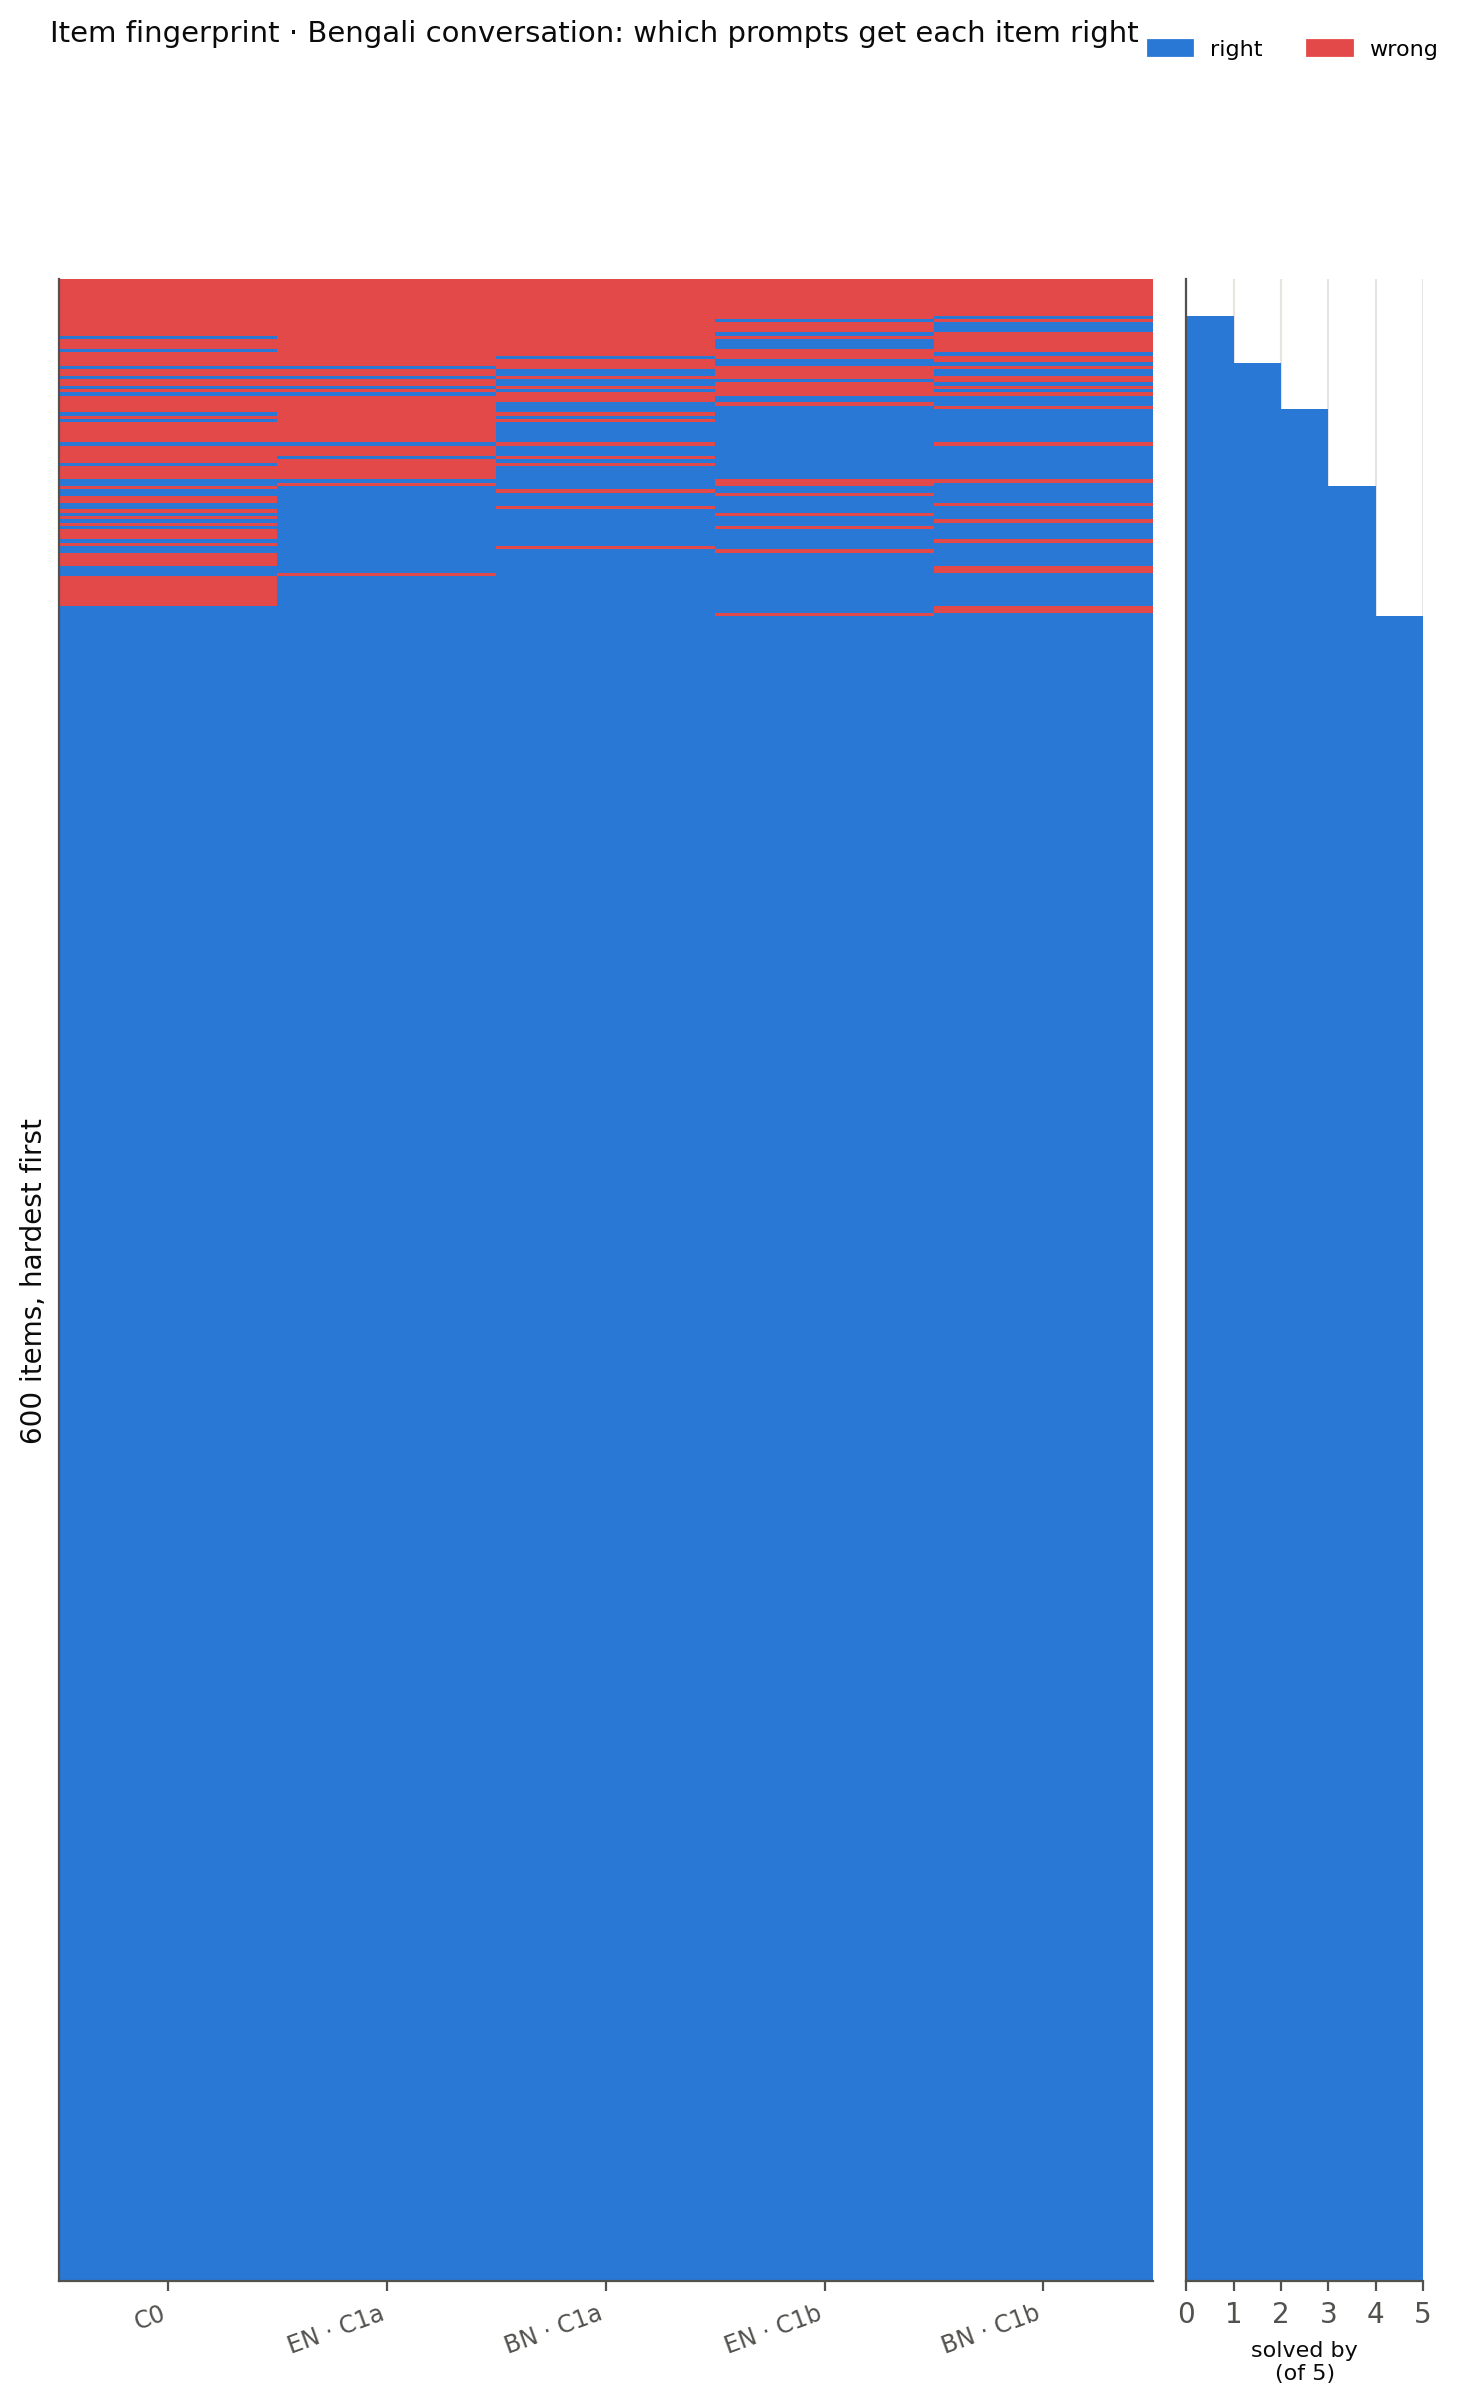 Item fingerprint · Bengali conversation: which prompts get each item right
right
wrong
600 items, hardest first
C0
EN · C1a
BN · C1a
EN · C1b
BN · C1b
0 1 2 3 4 5
solved by
(of 5)